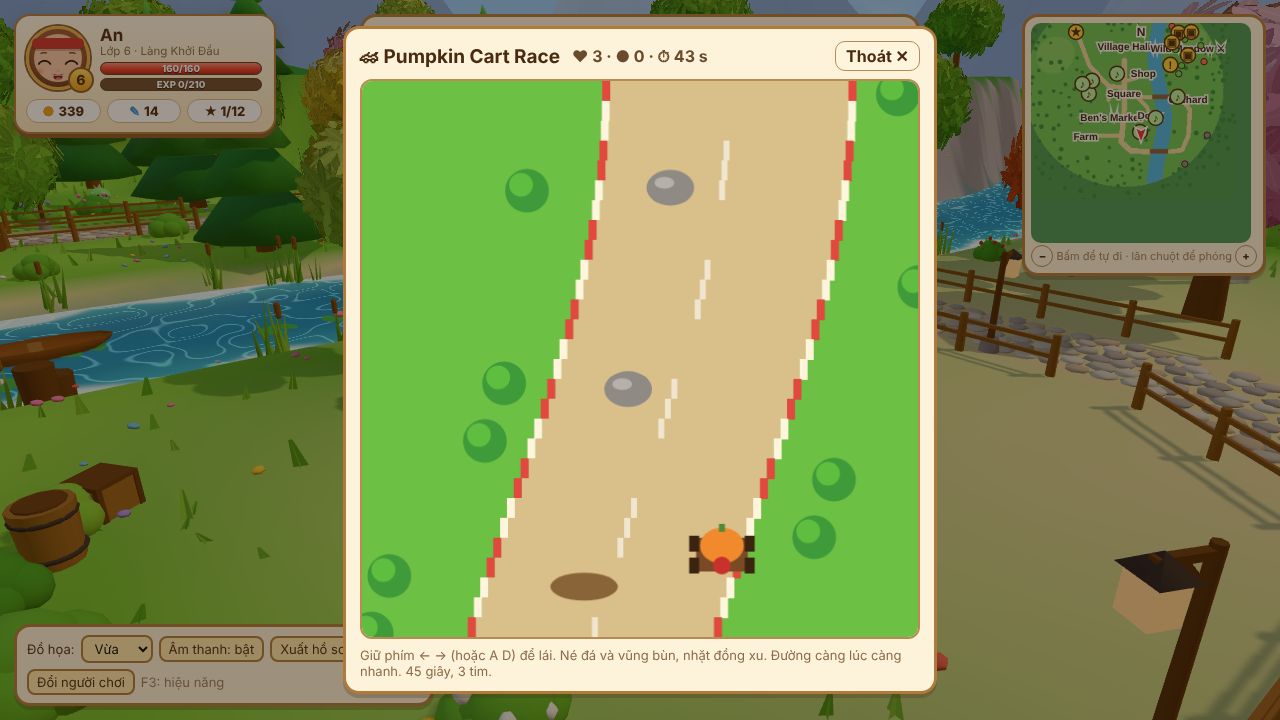 An
Lớp 6 · Làng Khởi Đầu
160/160
EXP 0/210
6
339
14
★ 1/12
Pumpkin Cart Race
♥ 3 · ● 0 · ⏱ 43 s
Thoát ✕
N
Village Hall
Shop
Square
Ben's Market
Farm
− Bấm để tự đi · lăn chuột để phóng +
Đồ họa: Vừa
Âm thanh: bật
Xuất hồ sơ
Đổi người chơi
F3: hiệu năng
Giữ phím ← → (hoặc A D) để lái. Né đá và vũng bùn, nhặt đồng xu. Đường càng lúc càng
nhanh. 45 giây, 3 tim.